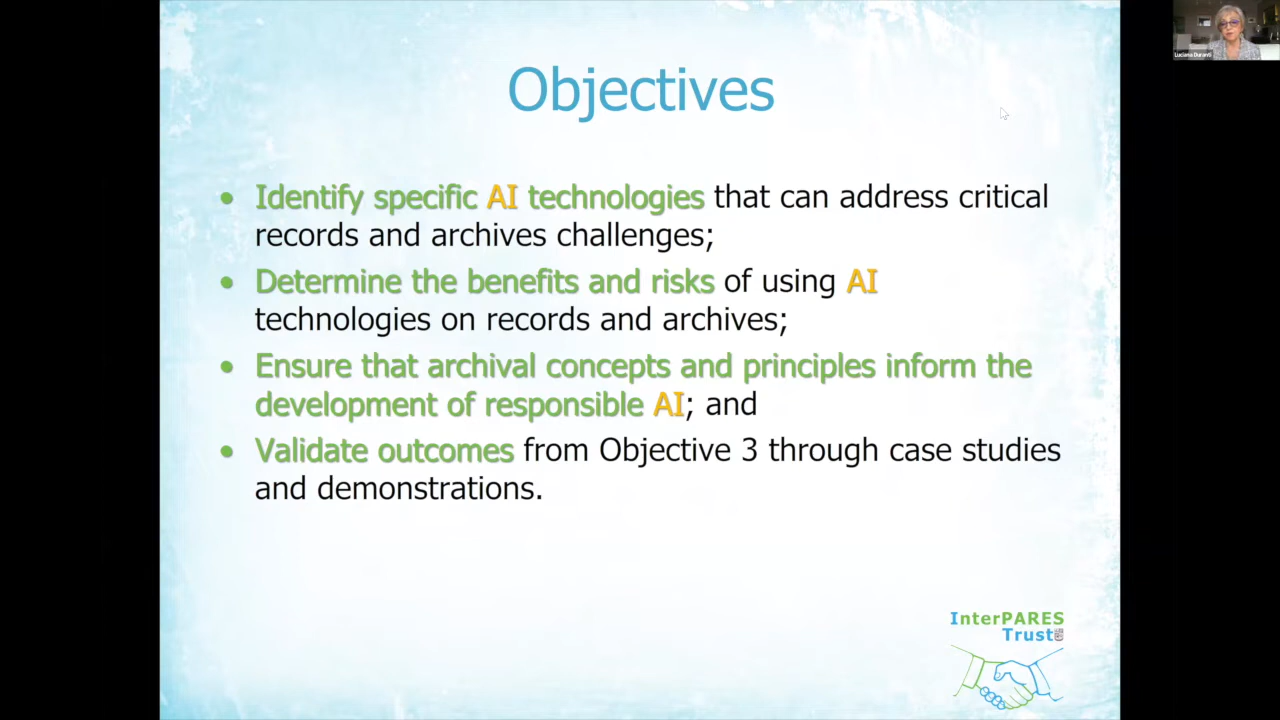 Objectives
• Identify specific AI technologies that can address critical
records and archives challenges;
• Determine the benefits and risks of using AI
technologies on records and archives;
• Ensure that archival concepts and principles inform the
development of responsible AI; and
• Validate outcomes from Objective 3 through case studies
and demonstrations.
InterPARES
Trust
Luciana Duranti